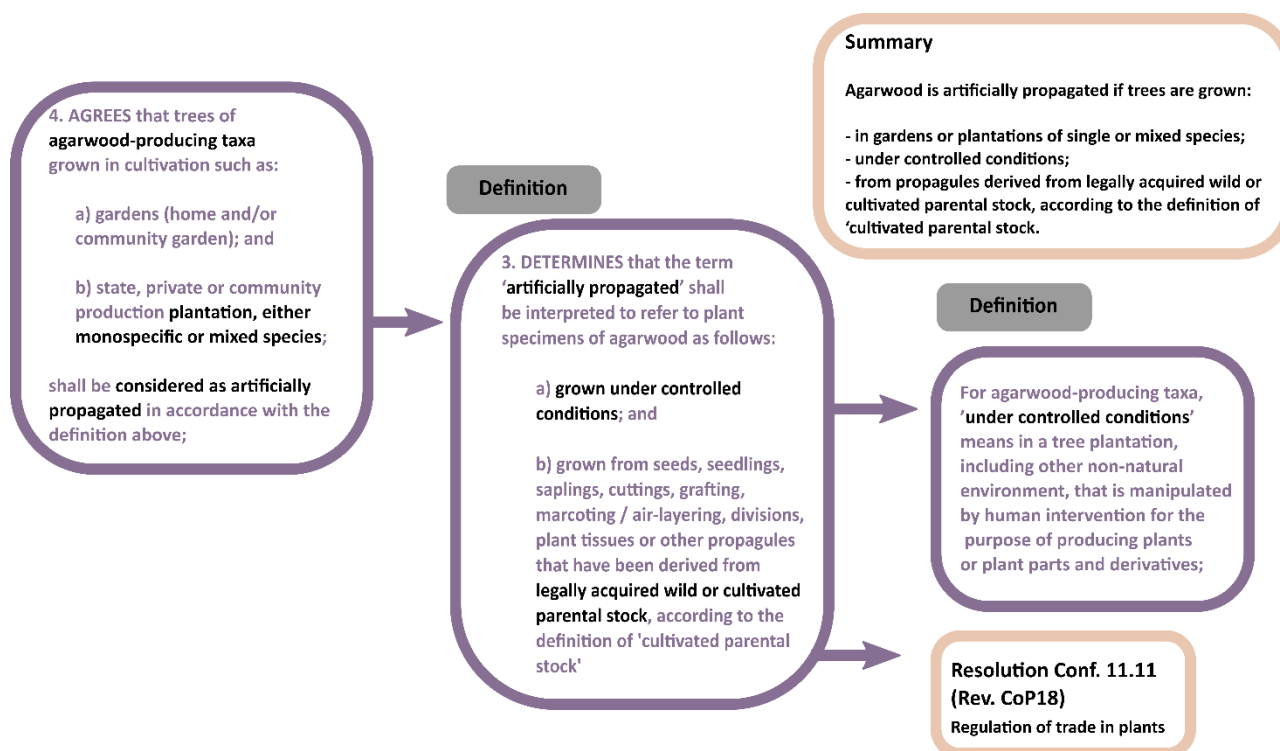 4. AGREES that trees of
agarwood-producing taxa
grown in cultivation such as:
a) gardens (home and/or
community garden); and
b) state, private or community
production plantation, either
monospecific or mixed species;
shall be considered as artificially
propagated in accordance with the
definition above;
Definition
3. DETERMINES that the term
'artificially propagated' shall
be interpreted to refer to plant
specimens of agarwood as follows:
a) grown under controlled
conditions; and
b) grown from seeds, seedlings,
saplings, cuttings, grafting,
marcoting / air-layering, divisions,
plant tissues or other propagules
that have been derived from
legally acquired wild or cultivated
parental stock, according to the
definition of 'cultivated parental
stock'
Summary
Agarwood is artificially propagated if trees are grown:
- in gardens or plantations of single or mixed species;
- under controlled conditions;
- from propagules derived from legally acquired wild or
cultivated parental stock, according to the definition of
'cultivated parental stock.
Definition
For agarwood-producing taxa,
'under controlled conditions'
means in a tree plantation,
including other non-natural
environment, that is manipulated
by human intervention for the
purpose of producing plants
or plant parts and derivatives;
Resolution Conf. 11.11
(Rev. CoP18)
Regulation of trade in plants